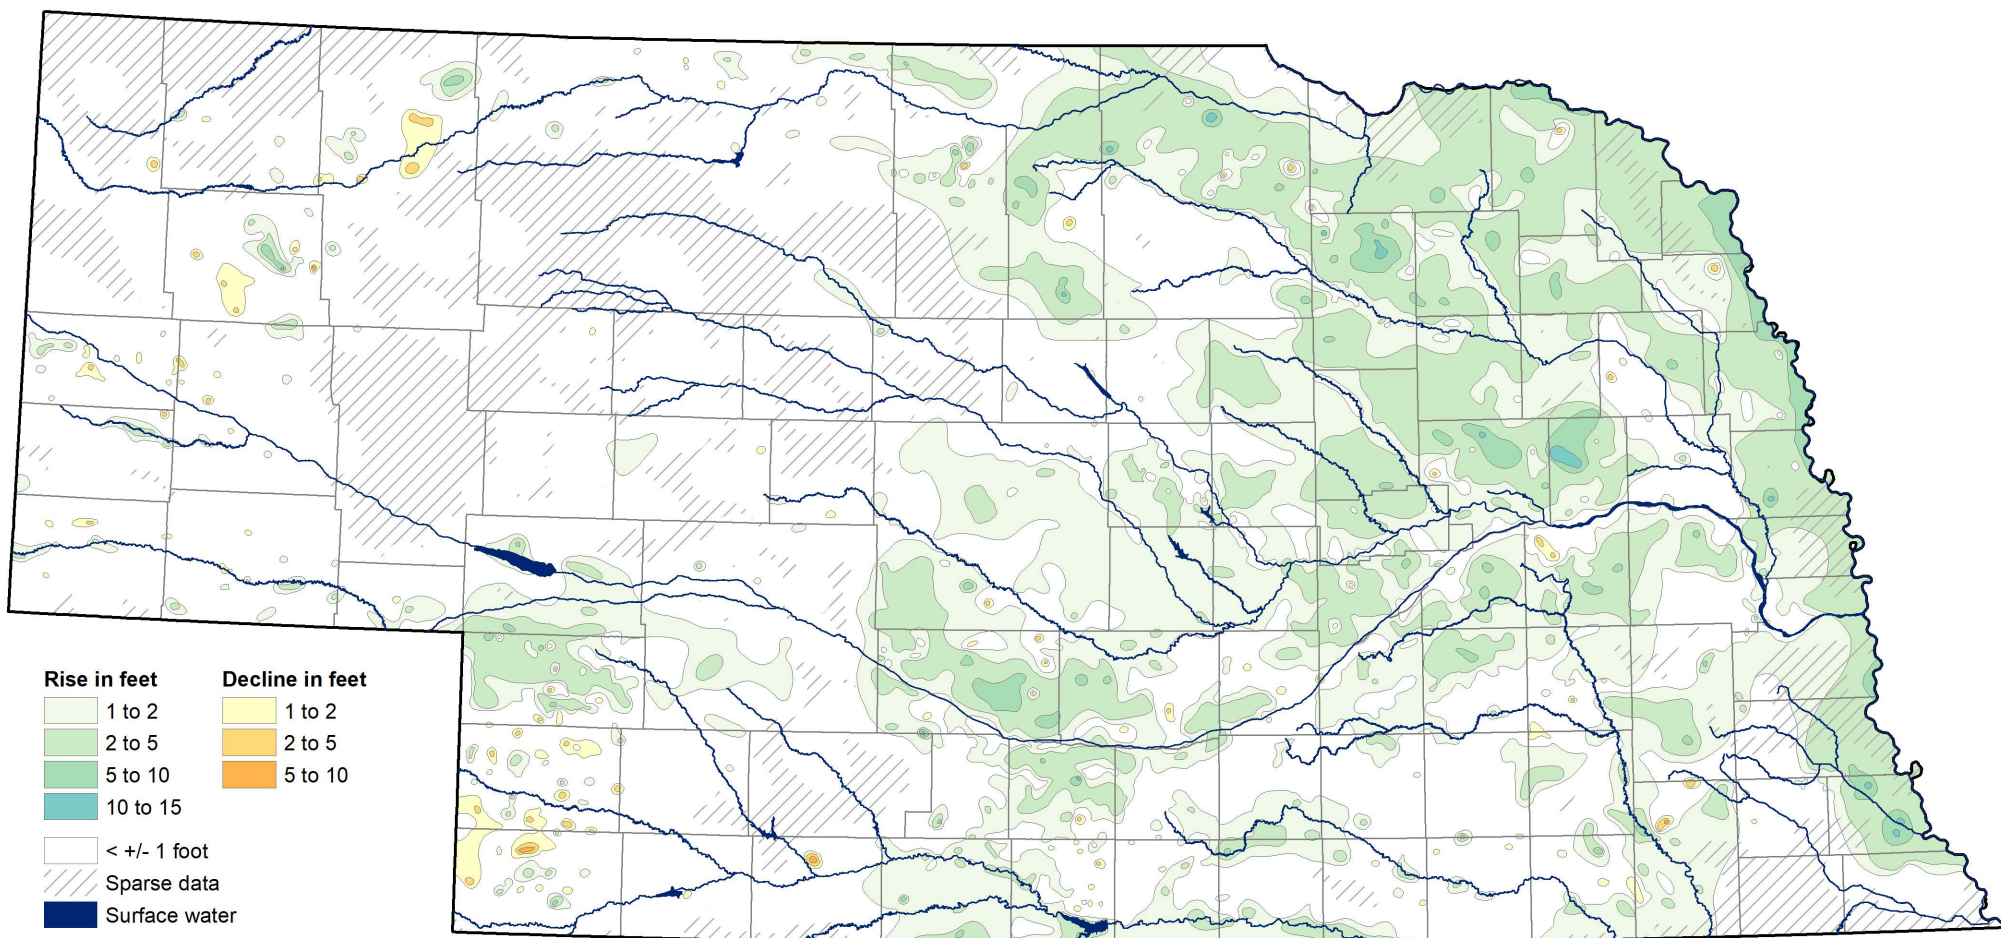 Rise in feet
1 to 2
2 to 5
5 to 10
10 to 15
Decline in feet
1 to 2
2 to 5
5 to 10
< +/- 1 foot
Sparse data
Surface water